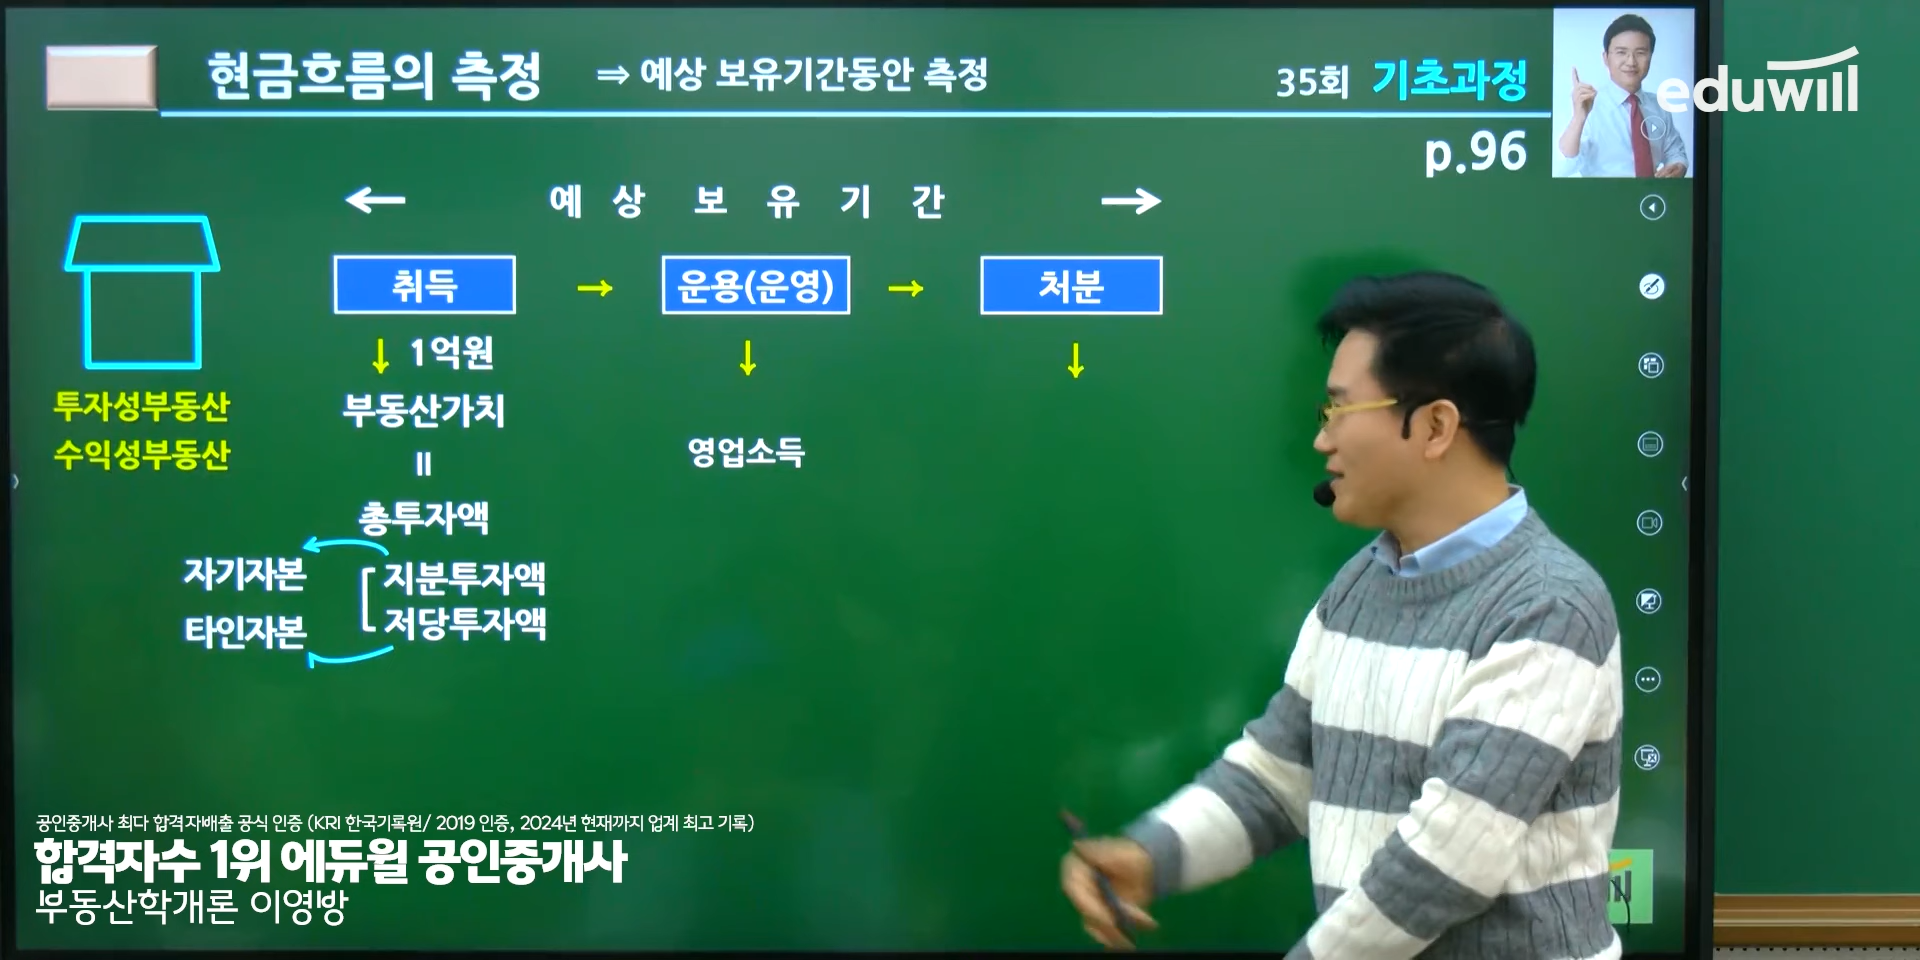 현금흐름의 측정 ⇒ 예상 보유기간동안 측정
35회 기초과정
eduwill
p.96
← 예 상 보 유 기 간 →
취득 → 운용(운영) → 처분
↓ 1억원 ↓ ↓
투자성부동산
수익성부동산
부동산가치
영업소득
II
총투자액
자기자본 지분투자액
타인자본 저당투자액
공인중개사 최다 합격자배출 공식 인증 (KRI 한국기록원/ 2019 인증, 2024년 현재까지 업계 최고 기록)
합격자수 1위 에듀윌 공인중개사
부동산학개론 이영방